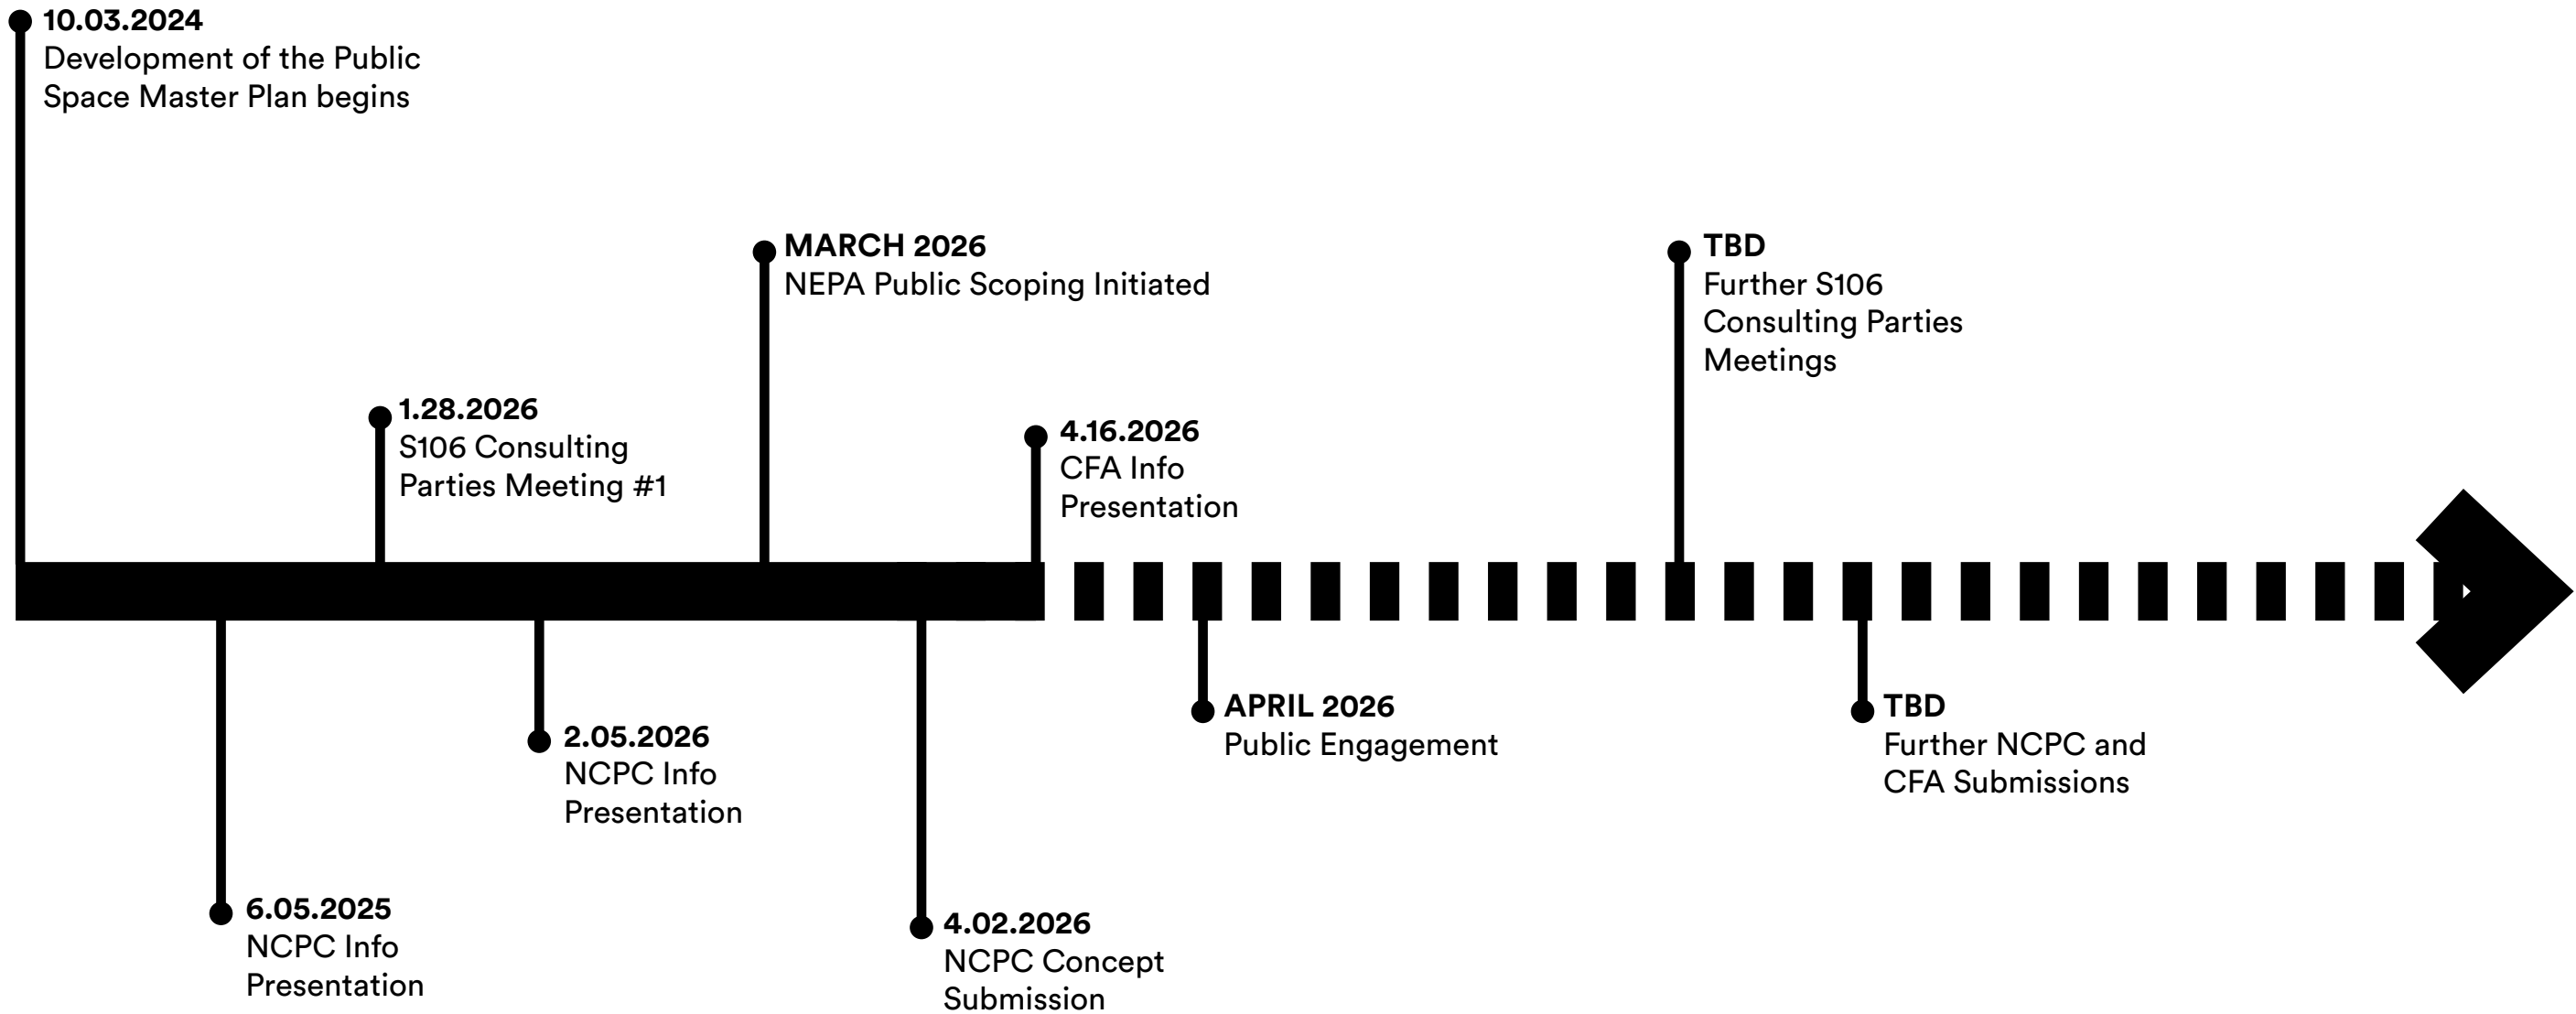 10.03.2024
Development of the Public
Space Master Plan begins
6.05.2025
NCPC Info
Presentation
1.28.2026
S106 Consulting
Parties Meeting #1
2.05.2026
NCPC Info
Presentation
MARCH 2026
NEPA Public Scoping Initiated
4.02.2026
NCPC Concept
Submission
4.16.2026
CFA Info
Presentation
APRIL 2026
Public Engagement
TBD
Further S106
Consulting Parties
Meetings
TBD
Further NCPC and
CFA Submissions